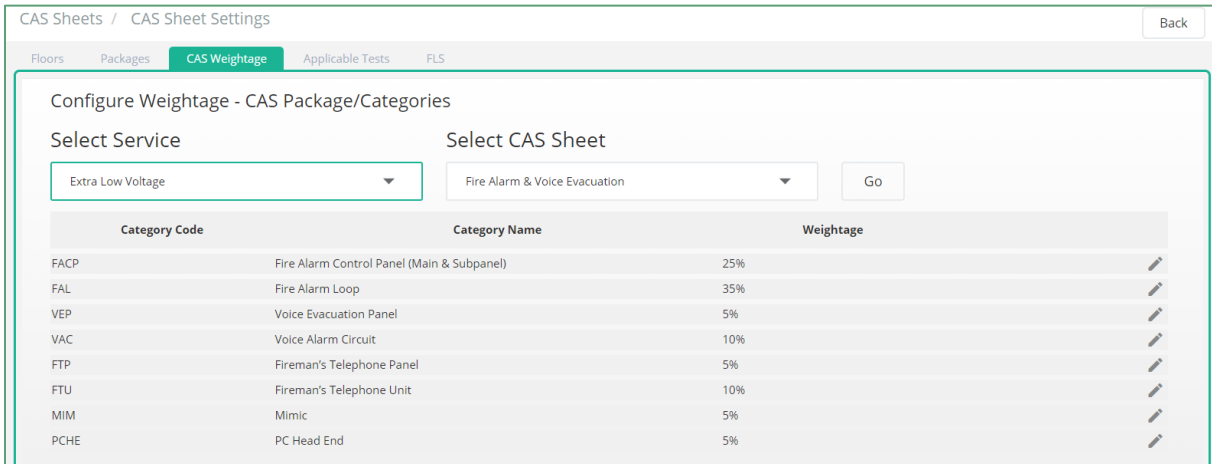 CAS Sheets / CAS Sheet Settings Back
Floors Packages CAS Weightage Applicable Tests FLS
Configure Weightage - CAS Package/Categories
Select Service Select CAS Sheet
Extra Low Voltage Fire Alarm & Voice Evacuation Go
Category Code Category Name Weightage
FACP Fire Alarm Control Panel (Main & Subpanel) 25%
FAL Fire Alarm Loop 35%
VEP Voice Evacuation Panel 5%
VAC Voice Alarm Circuit 10%
FTP Fireman’s Telephone Panel 5%
FTU Fireman’s Telephone Unit 10%
MIM Mimic 5%
PCHE PC Head End 5%